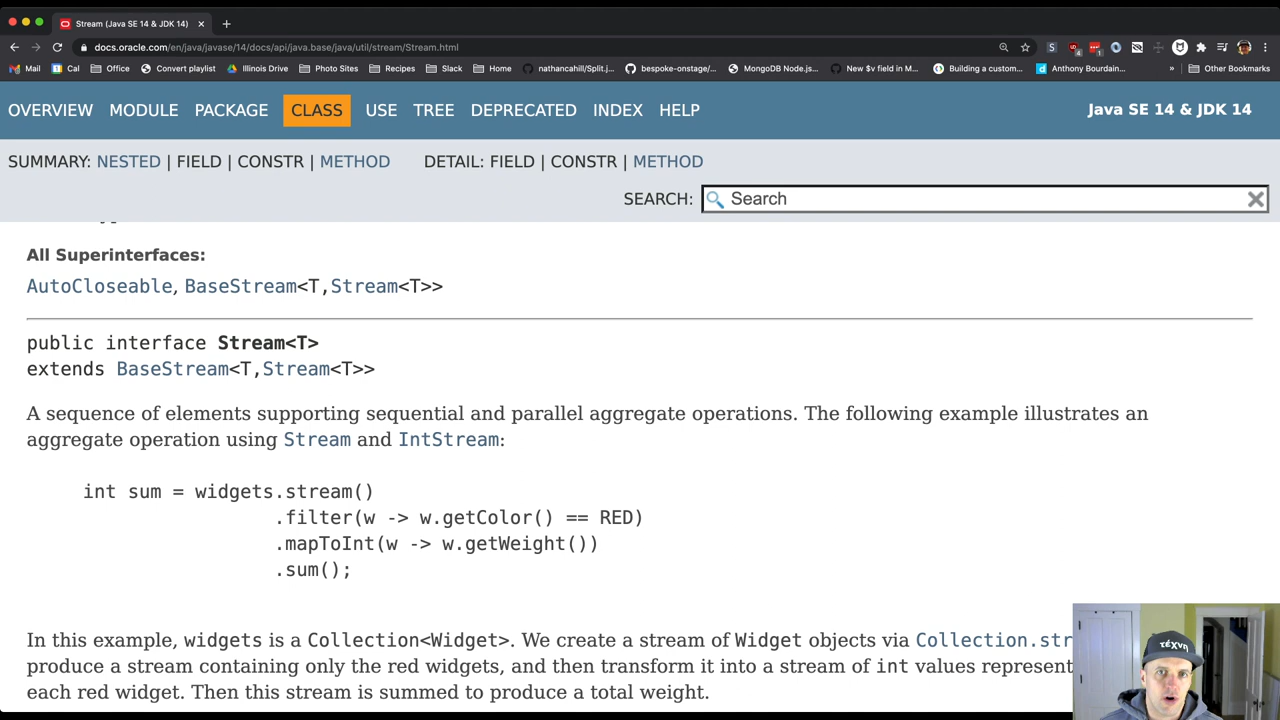 Stream (Java SE 14 & JDK 14)
docs.oracle.com/en/java/javase/14/docs/api/java.base/java/util/stream/Stream.html
Mail Cal Office Convert playlist Illinois Drive Photo Sites Recipes Slack Home nathancahill/Split.j... bespoke-onstage/... MongoDB Node.js... New $v field in M... Building a custom... Anthony Bourdain... » Other Bookmarks
OVERVIEW MODULE PACKAGE CLASS USE TREE DEPRECATED INDEX HELP Java SE 14 & JDK 14
SUMMARY: NESTED | FIELD | CONSTR | METHOD DETAIL: FIELD | CONSTR | METHOD
SEARCH: Search
All Superinterfaces:
AutoCloseable, BaseStream<T,Stream<T>>
public interface Stream<T>
extends BaseStream<T,Stream<T>>
A sequence of elements supporting sequential and parallel aggregate operations. The following example illustrates an
aggregate operation using Stream and IntStream:
int sum = widgets.stream()
.filter(w -> w.getColor() == RED)
.mapToInt(w -> w.getWeight())
.sum();
In this example, widgets is a Collection<Widget>. We create a stream of Widget objects via Collection.str
produce a stream containing only the red widgets, and then transform it into a stream of int values represent
each red widget. Then this stream is summed to produce a total weight.
τέχνη